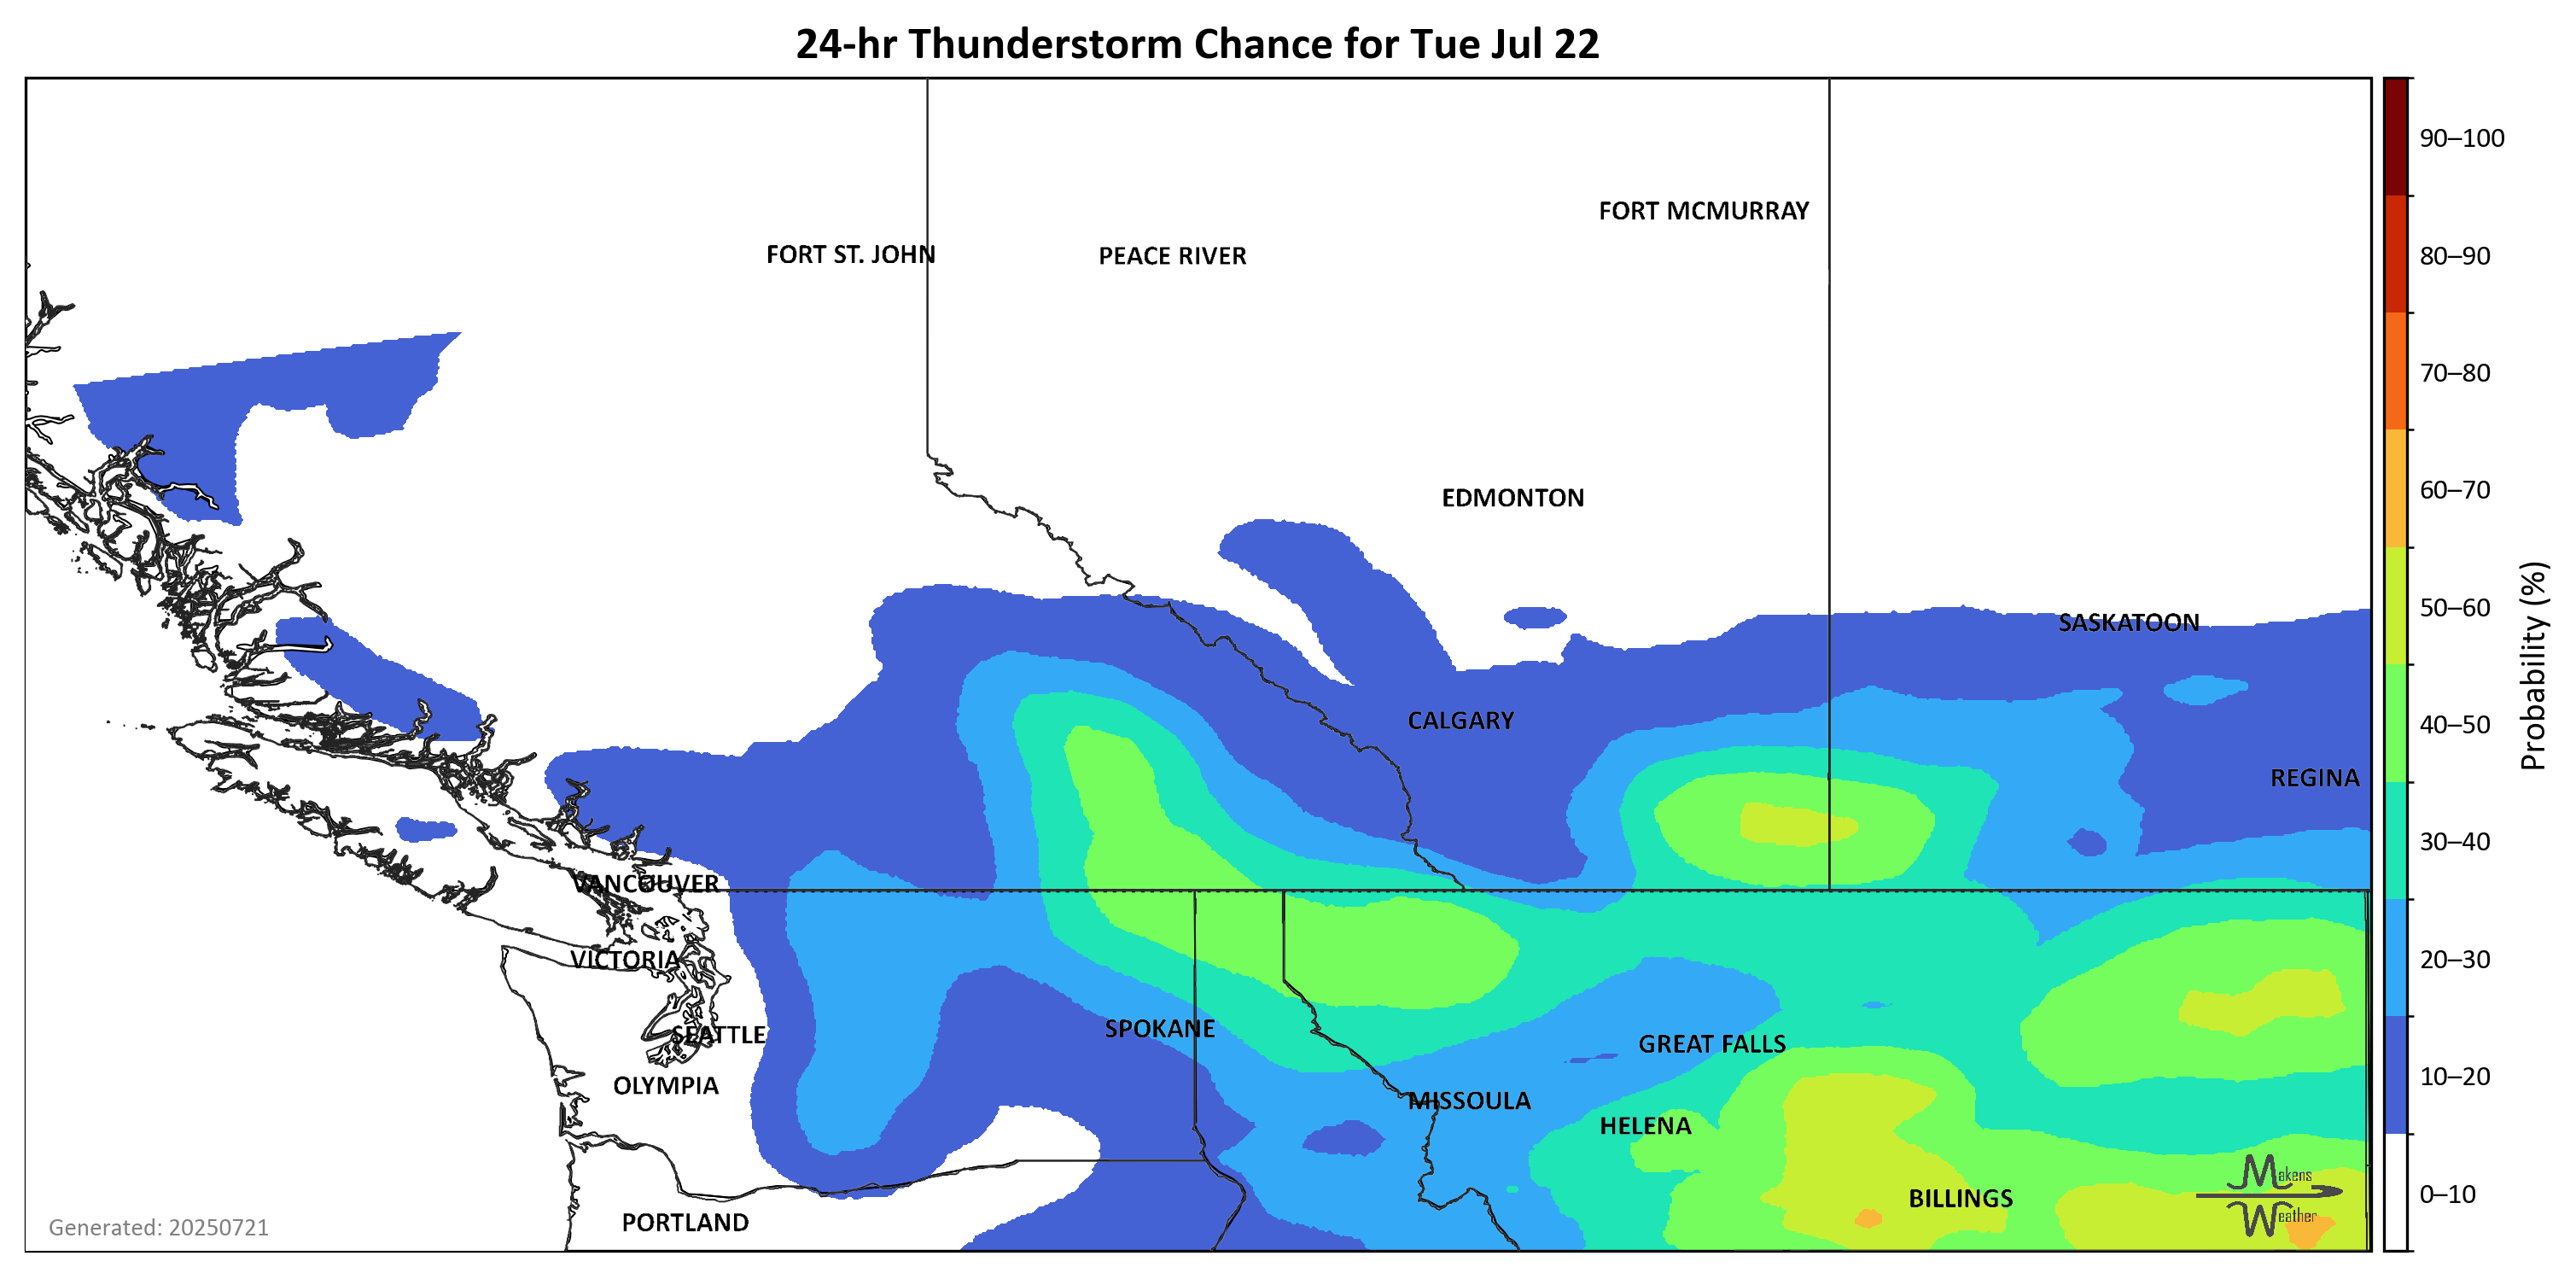 24-hr Thunderstorm Chance for Tue Jul 22
FORT MCMURRAY
FORT ST. JOHN
PEACE RIVER
EDMONTON
SASKATOON
CALGARY
REGINA
VANCOUVER
VICTORIA
SEATTLE
SPOKANE
GREAT FALLS
OLYMPIA
MISSOULA
HELENA
BILLINGS
PORTLAND
Makens
Weather
Generated: 20250721
90–100
80–90
70–80
60–70
50–60
40–50
30–40
20–30
10–20
0–10
Probability (%)